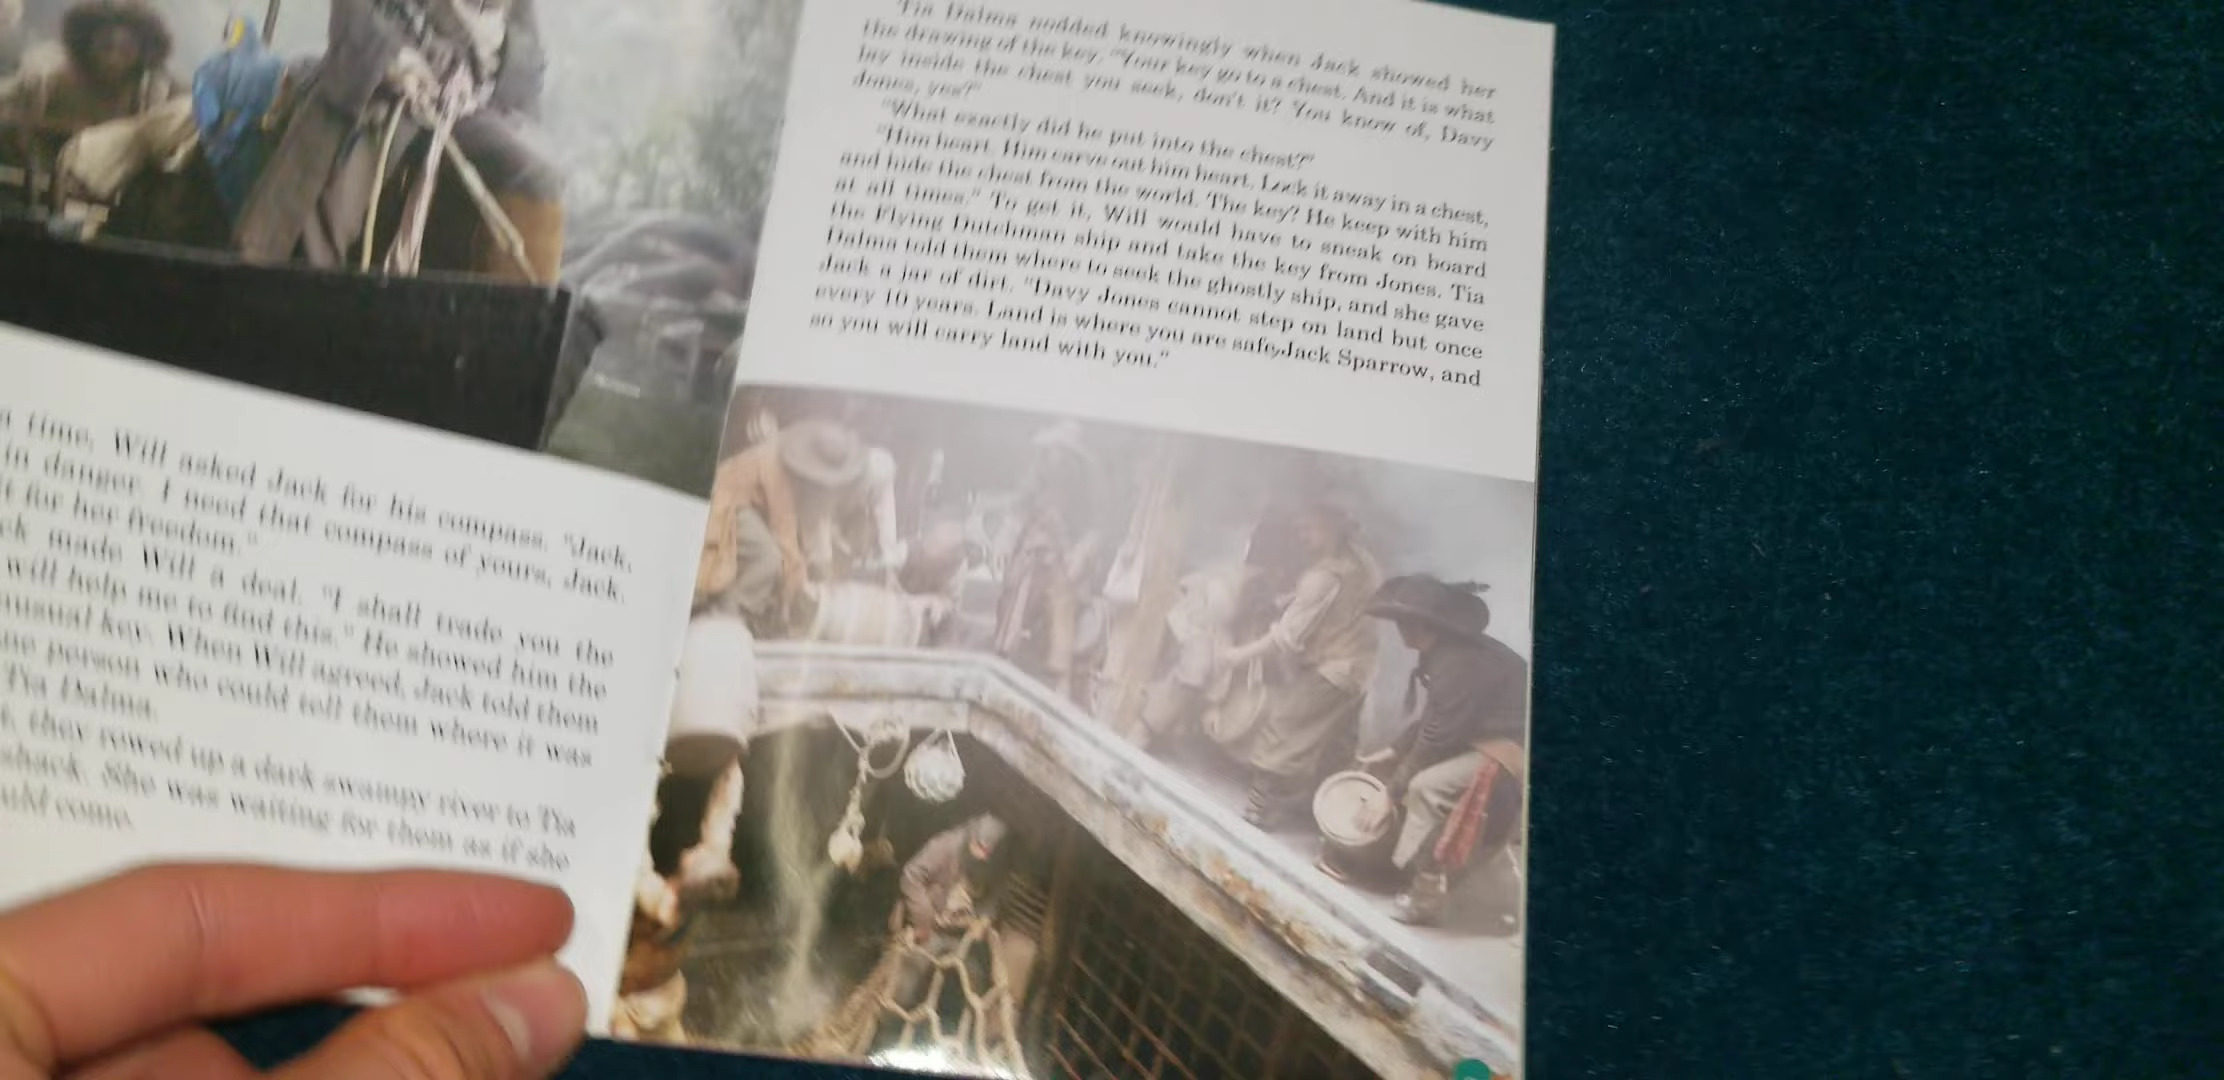 time, Will asked Jack for his compass. "Jack,
in danger. I need that compass of yours, Jack.
for her freedom."
made Will a deal. "I shall trade you the
will help me to find this." He showed him the
unusual key. When Will agreed, Jack told them
person who could tell them where it was
Tia Dalma.
they rowed up a dark swampy river to Tia
shack. She was waiting for them as if she
would come.
Tia Dalma nodded knowingly when Jack showed her
the drawing of the key. "Your key go to a chest. And it is what
lay inside the chest you seek, don't it? You know of, Davy
Jones, yes?"
"What exactly did he put into the chest?"
"Him heart. Him carve out him heart. Lock it away in a chest,
and hide the chest from the world. The key? He keep with him
at all times." To get it, Will would have to sneak on board
the Flying Dutchman ship and take the key from Jones. Tia
Dalma told them where to seek the ghostly ship, and she gave
Jack a jar of dirt. "Davy Jones cannot step on land but once
every 10 years. Land is where you are safe,Jack Sparrow, and
so you will carry land with you."